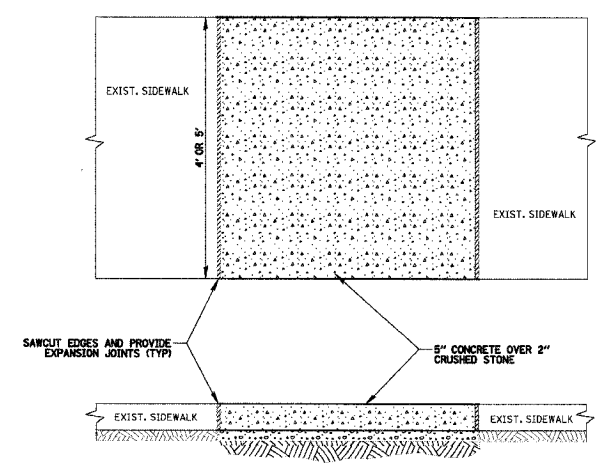 EXIST. SIDEWALK
4' OR 5'
EXIST. SIDEWALK
SAWCUT EDGES AND PROVIDE
EXPANSION JOINTS (TYP)
5" CONCRETE OVER 2"
CRUSHED STONE
EXIST. SIDEWALK
EXIST. SIDEWALK